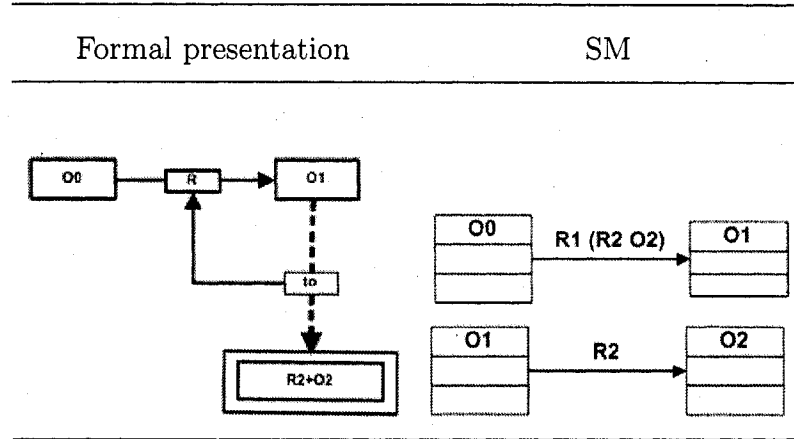 Formal presentation SM
O0 R O1
to
R2+O2
O0 R1 (R2 O2) O1
O1 R2 O2